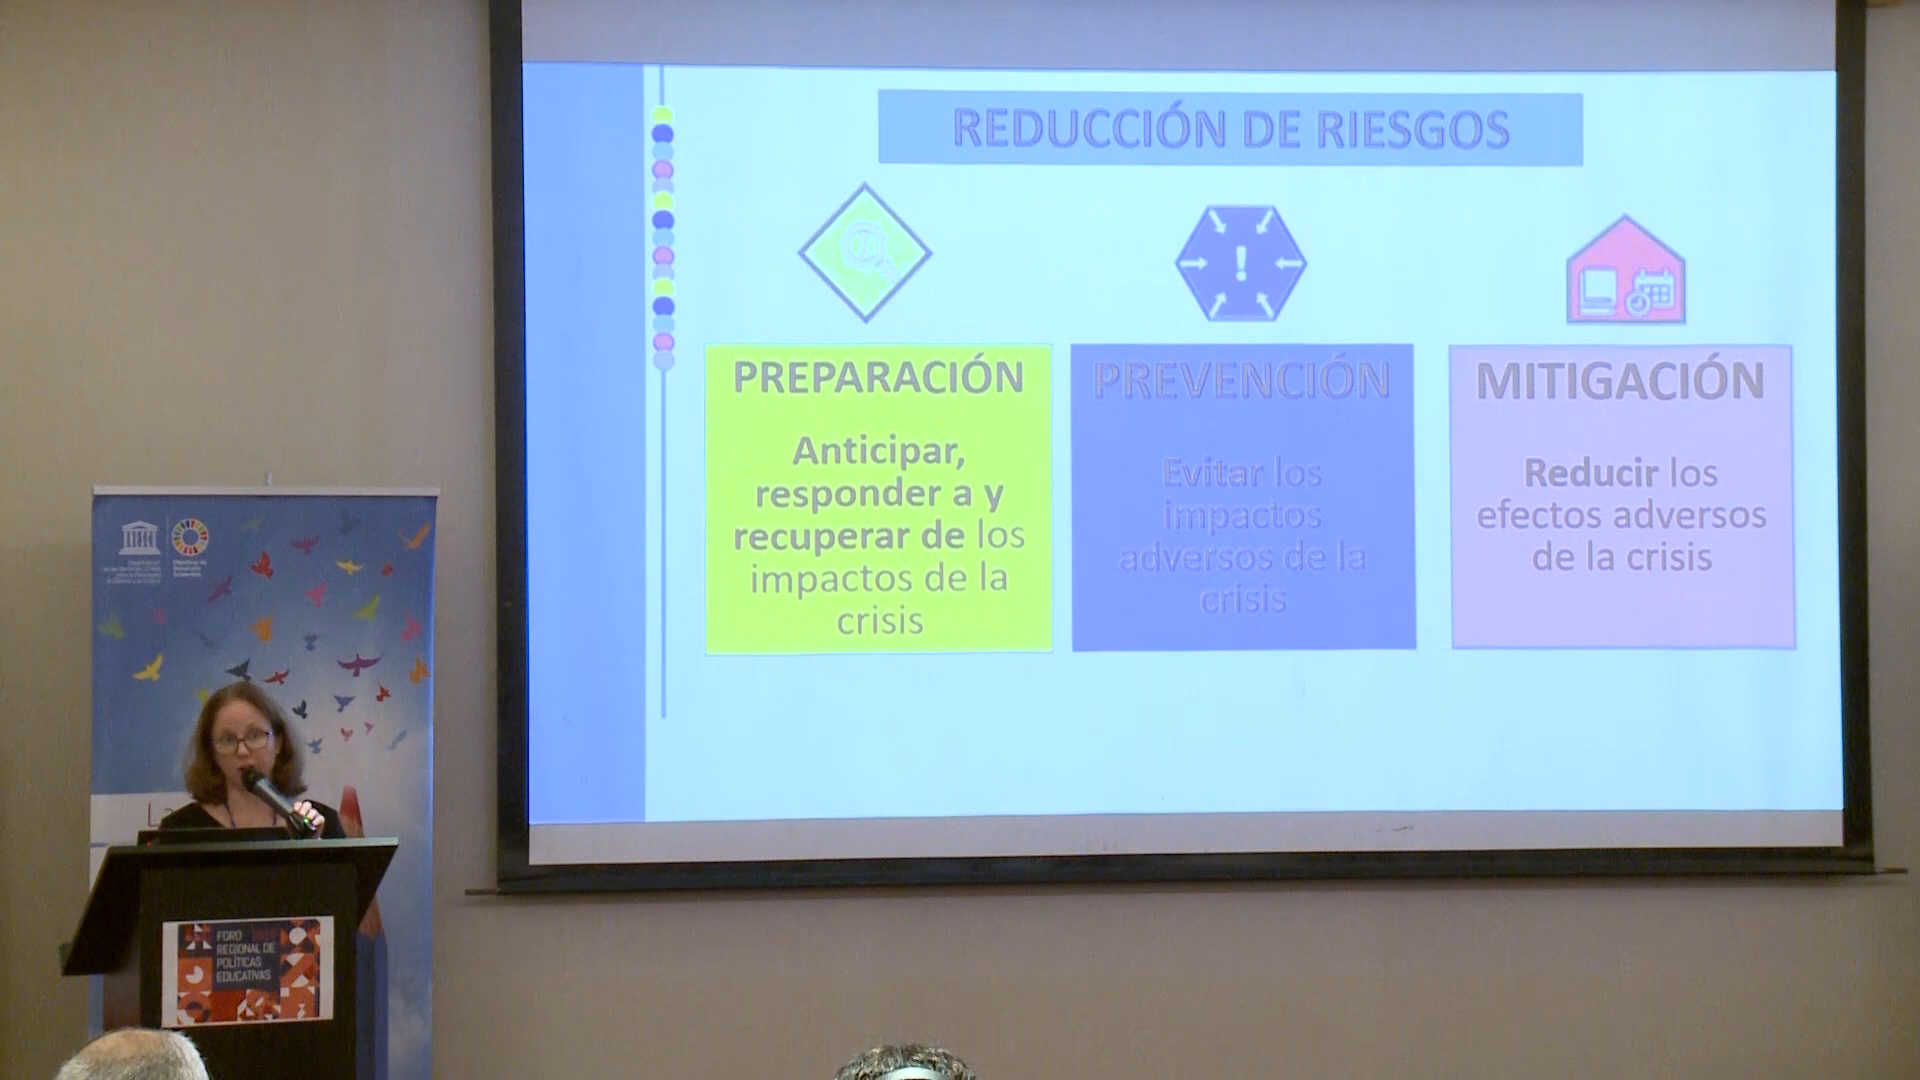 REDUCCIÓN DE RIESGOS
PREPARACIÓN
Anticipar,
responder a y
recuperar de los
impactos de la
crisis
PREVENCIÓN
Evitar los
impactos
adversos de la
crisis
MITIGACIÓN
Reducir los
efectos adversos
de la crisis
FORO
REGIONAL DE
POLÍTICAS
EDUCATIVAS